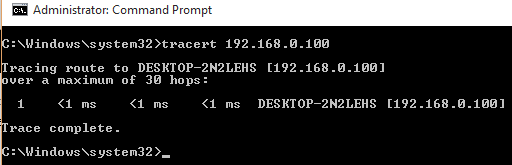 Administrator: Command Prompt
C:\Windows\system32>tracert 192.168.0.100
Tracing route to DESKTOP-2N2LEHS [192.168.0.100]
over a maximum of 30 hops:
1 <1 ms <1 ms <1 ms DESKTOP-2N2LEHS [192.168.0.100]
Trace complete.
C:\Windows\system32>_